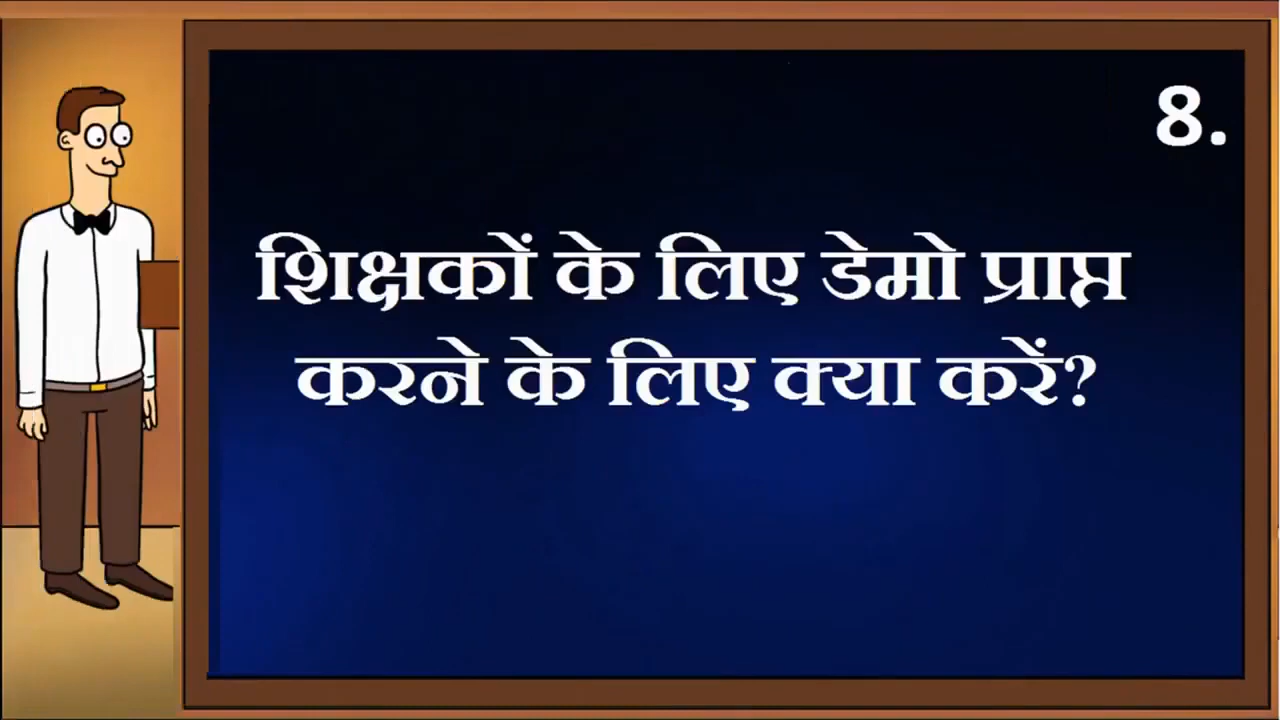 8.
शिक्षकों के लिए डेमो प्राप्त
करने के लिए क्या करें?